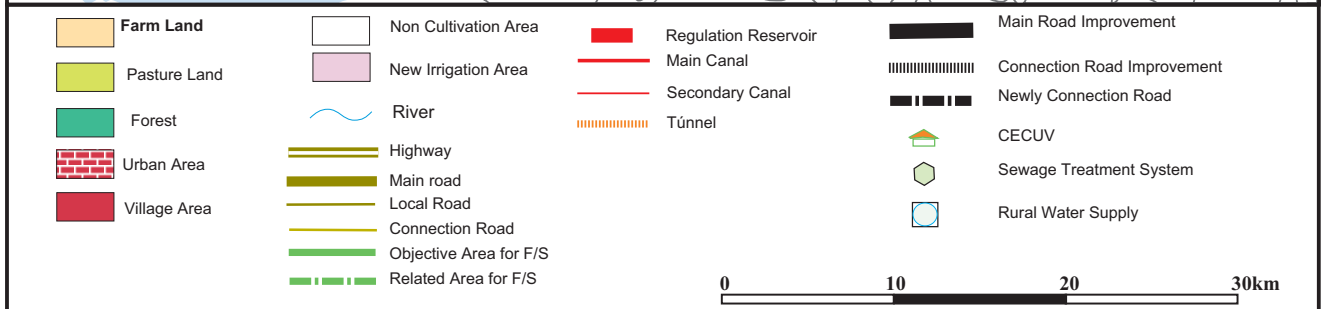 Farm Land
Pasture Land
Forest
Urban Area
Village Area
Non Cultivation Area
New Irrigation Area
River
Highway
Main road
Local Road
Connection Road
Objective Area for F/S
Related Area for F/S
Regulation Reservoir
Main Canal
Secondary Canal
Túnnel
Main Road Improvement
Connection Road Improvement
Newly Connection Road
CECUV
Sewage Treatment System
Rural Water Supply
0 10 20 30km